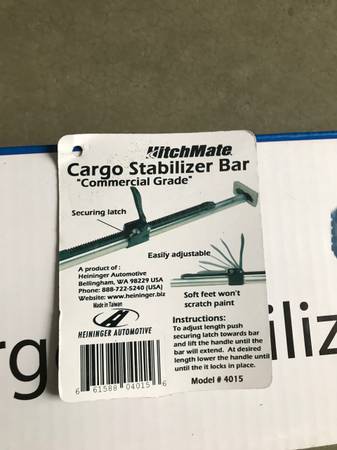 HitchMate
Cargo Stabilizer Bar
"Commercial Grade"
Securing latch
Easily adjustable
A product of :
Heininger Automotive
Bellingham, WA 98229 USA
Phone: 888-722-5240 (USA)
Website: www.heininger.biz
Made in Taiwan
HEININGER AUTOMOTIVE
Soft feet won't
scratch paint
Instructions:
To adjust length push
securing latch towards bar
and lift the handle until the
bar will extend. At desired
length lower the handle until
until the it locks in place.
Model # 4015
6 61588 04015 6
rg
iliz